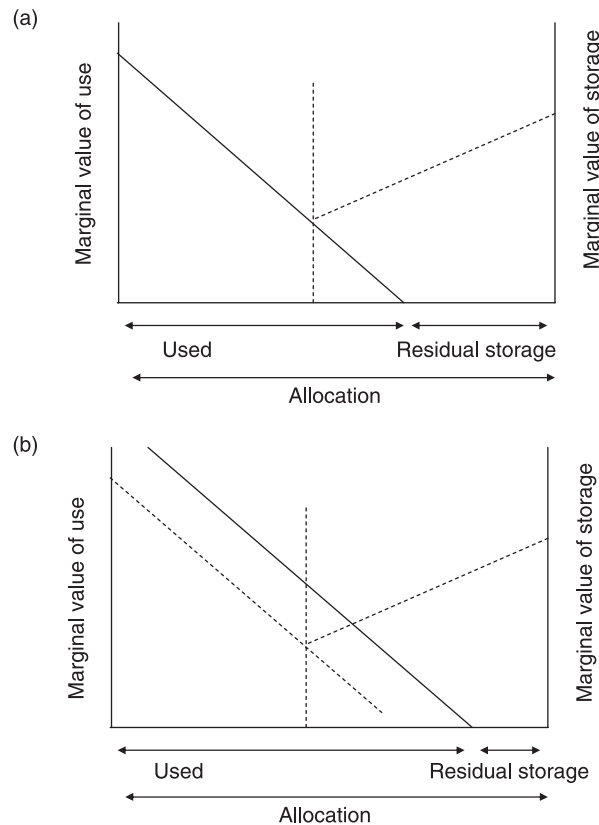 (a)
Marginal value of use
Marginal value of storage
Used
Residual storage
Allocation
(b)
Marginal value of use
Marginal value of storage
Used
Residual storage
Allocation